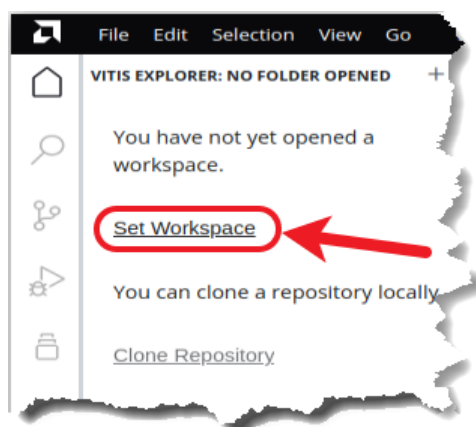 File Edit Selection View Go
VITIS EXPLORER: NO FOLDER OPENED +
You have not yet opened a
workspace.
Set Workspace
You can clone a repository locally
Clone Repository